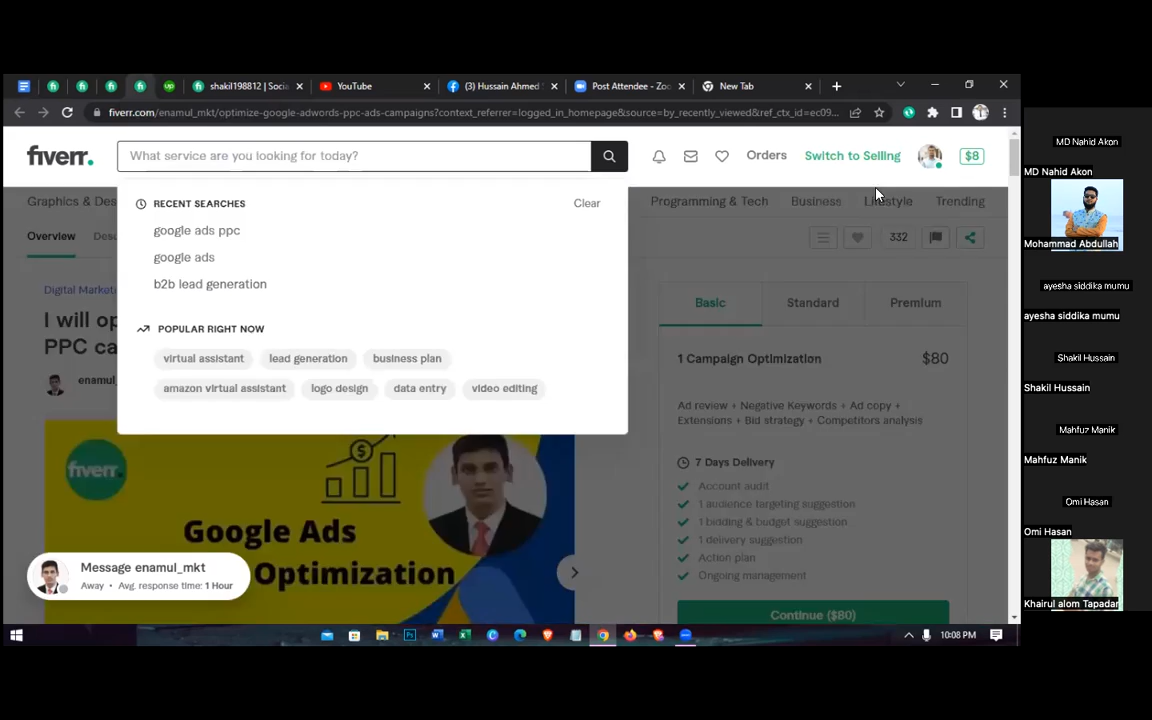 shakil198812 | Socia
YouTube
(3) Hussain Ahmed
Post Attendee - Zoo
New Tab
fiverr.com/enamul_mkt/optimize-google-adwords-ppc-ads-campaigns?context_referrer=logged_in_homepage&source=by_recently_viewed&ref_ctx_id=ec09...
fiverr.
What service are you looking for today?
Orders
Switch to Selling
$8
Graphics & Des
Programming & Tech
Business
Lifestyle
Trending
RECENT SEARCHES
Clear
google ads ppc
google ads
b2b lead generation
POPULAR RIGHT NOW
virtual assistant
lead generation
business plan
amazon virtual assistant
logo design
data entry
video editing
Overview
Des
332
Digital Marketi
I will op
PPC ca
enamul_
fiverr.
Google Ads
Optimization
Message enamul_mkt
Away • Avg. response time: 1 Hour
Basic
Standard
Premium
1 Campaign Optimization
$80
Ad review + Negative Keywords + Ad copy +
Extensions + Bid strategy + Competitors analysis
7 Days Delivery
Account audit
1 audience targeting suggestion
1 bidding & budget suggestion
1 delivery suggestion
Action plan
Ongoing management
Continue ($80)
10:08 PM
MD Nahid Akon
MD Nahid Akon
Mohammad Abdullah
ayesha siddika mumu
ayesha siddika mumu
Shakil Hussain
Shakil Hussain
Mahfuz Manik
Mahfuz Manik
Omi Hasan
Omi Hasan
Khairul alom Tapadar